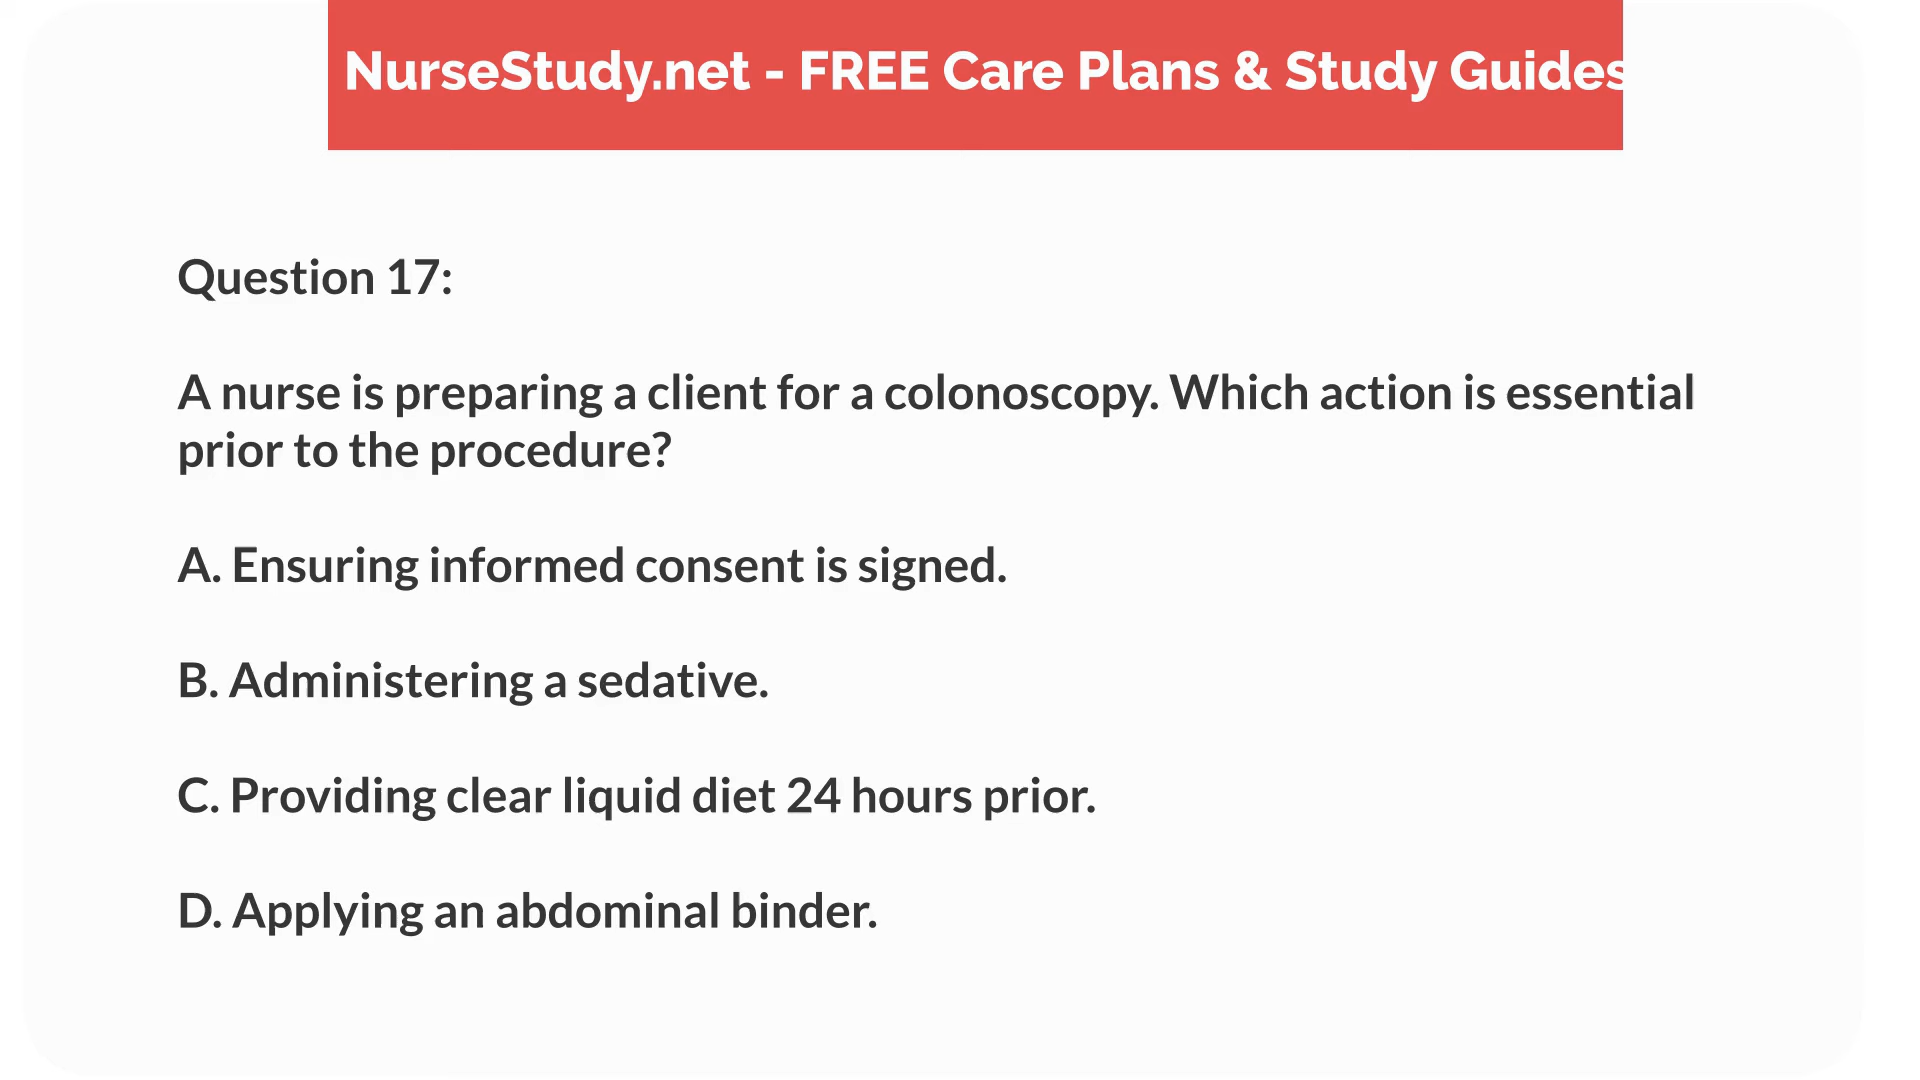 NurseStudy.net - FREE Care Plans & Study Guides
Question 17:
A nurse is preparing a client for a colonoscopy. Which action is essential
prior to the procedure?
A. Ensuring informed consent is signed.
B. Administering a sedative.
C. Providing clear liquid diet 24 hours prior.
D. Applying an abdominal binder.